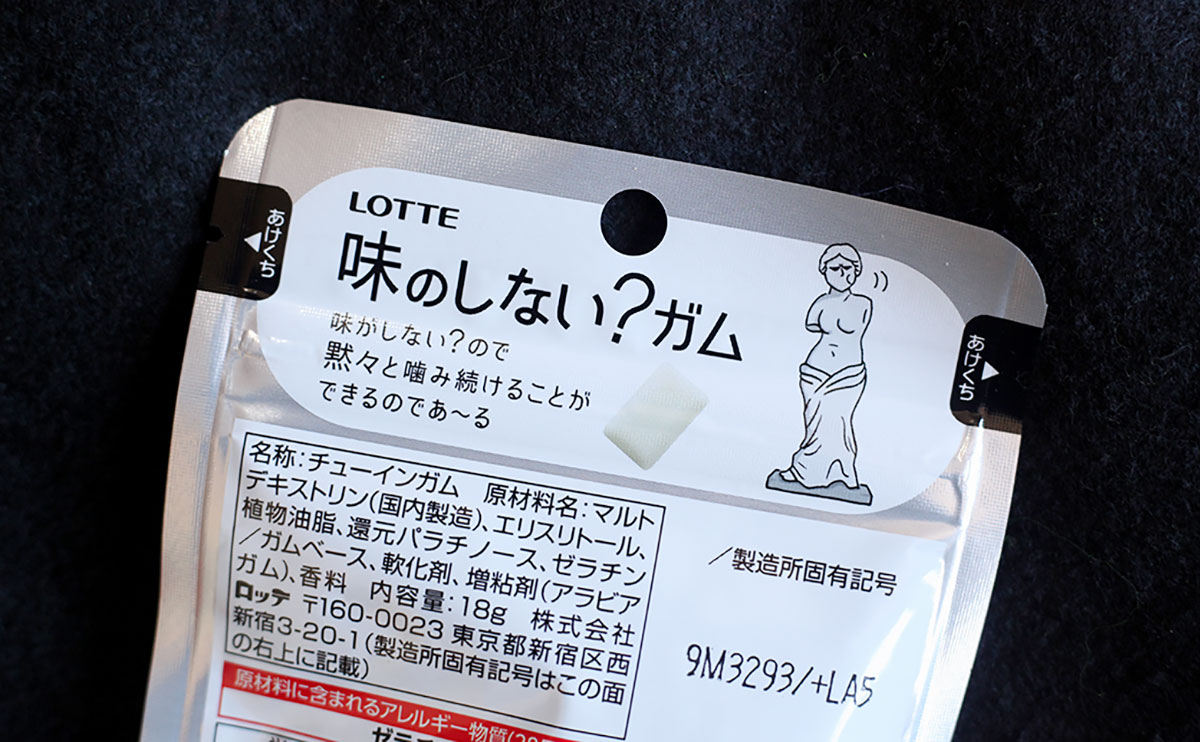 LOTTE
味のしない?ガム
味がしない?ので
黙々と噛み続けることが
できるのであ〜る
あけくち
あけくち
名称:チューインガム 原材料名:マルト
デキストリン(国内製造)、エリスリトール、
植物油脂、還元パラチノース、ゼラチン
/ガムベース、軟化剤、増粘剤(アラビア
ガム)、香料 内容量:18g 株式会社
ロッテ 〒160-0023 東京都新宿区西
新宿3-20-1(製造所固有記号はこの面
の右上に記載)
/製造所固有記号
9M3293/+LA5
原材料に含まれるアレルギー物質(28